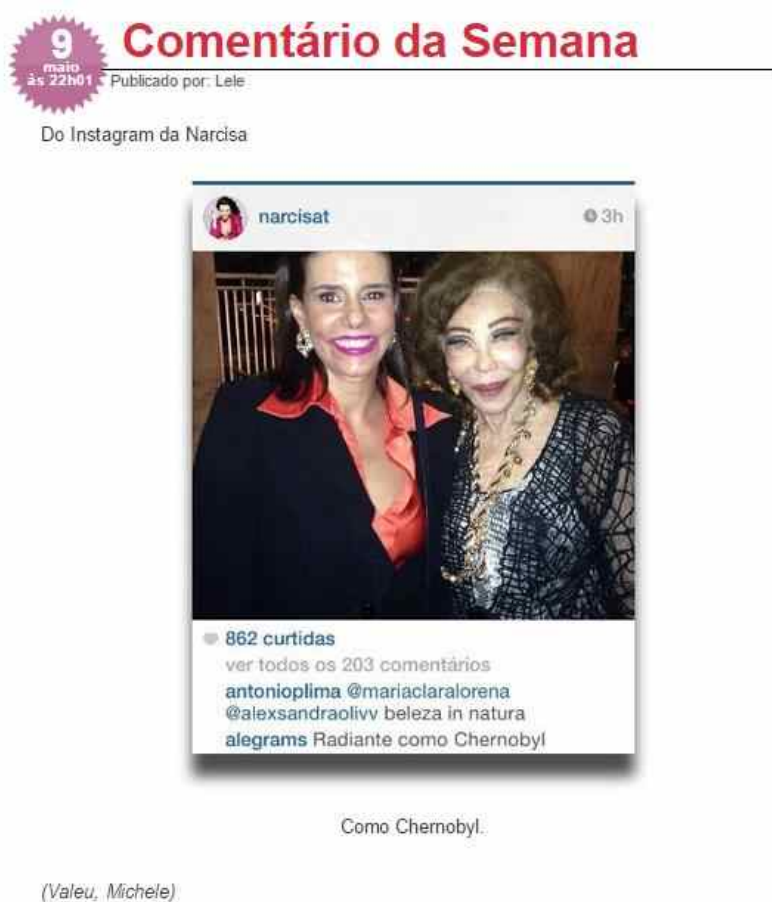 9
maio
às 22h01
Comentário da Semana
Publicado por: Lele
Do Instagram da Narcisa
narcisat
3h
862 curtidas
ver todos os 203 comentários
antonioplima @mariaclaralorena
@alexsandraolivv beleza in natura
alegrams Radiante como Chernobyl
Como Chernobyl.
(Valeu, Michele)